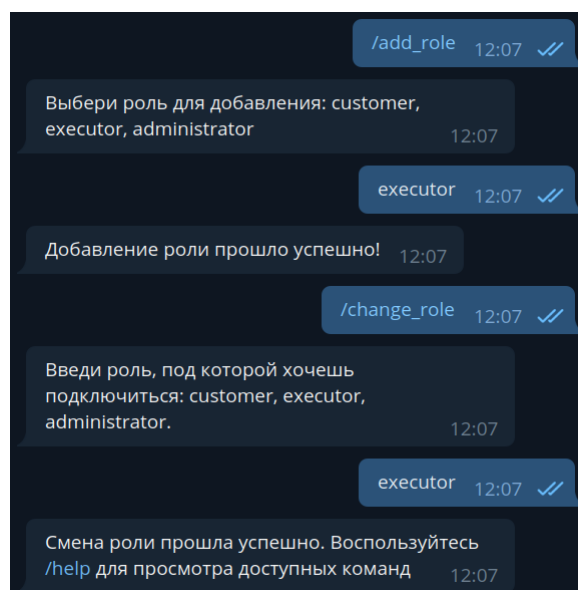 /add_role 12:07
Выбери роль для добавления: customer,
executor, administrator 12:07
executor 12:07
Добавление роли прошло успешно! 12:07
/change_role 12:07
Введи роль, под которой хочешь
подключиться: customer, executor,
administrator. 12:07
executor 12:07
Смена роли прошла успешно. Воспользуйтесь
/help для просмотра доступных команд 12:07